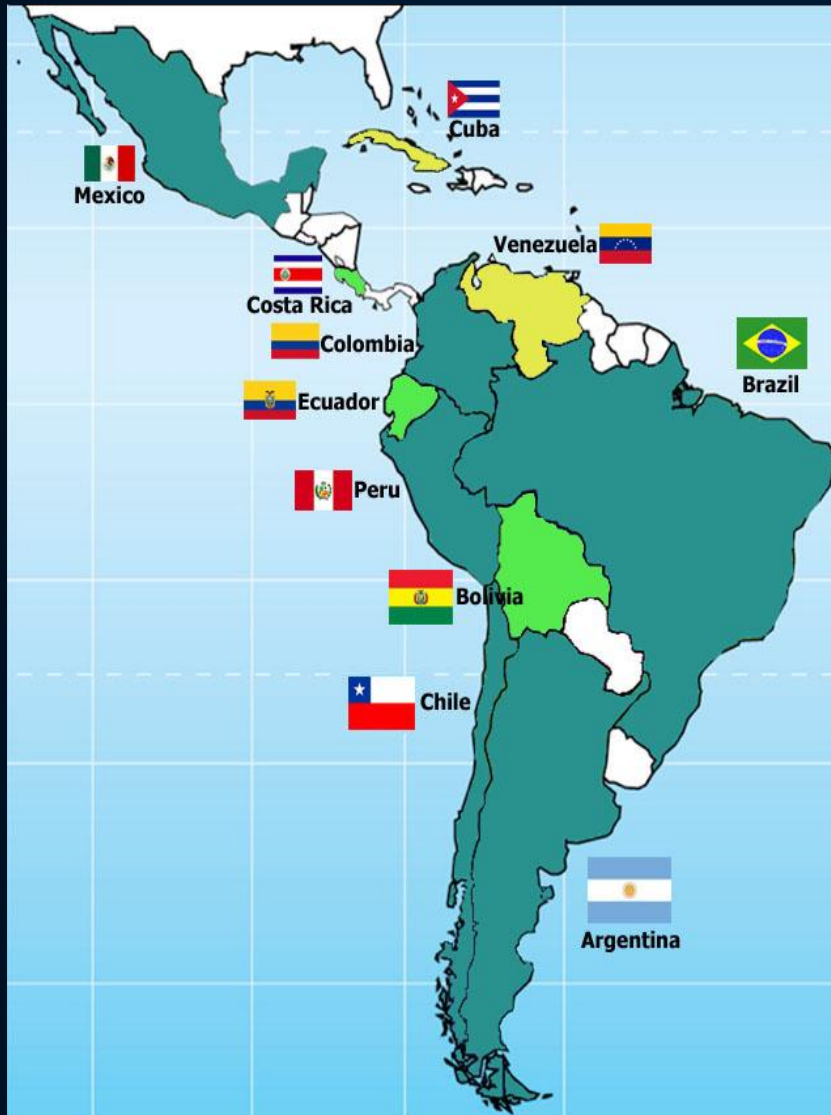 Cuba
Mexico
Venezuela
Costa Rica
Colombia
Brazil
Ecuador
Peru
Bolivia
Chile
Argentina